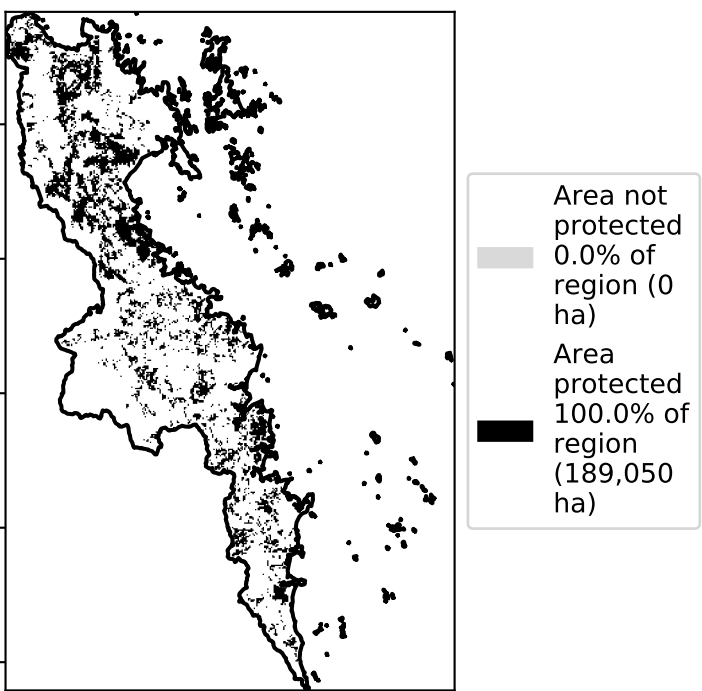 Area not
protected
0.0% of
region (0
ha)
Area
protected
100.0% of
region
(189,050
ha)